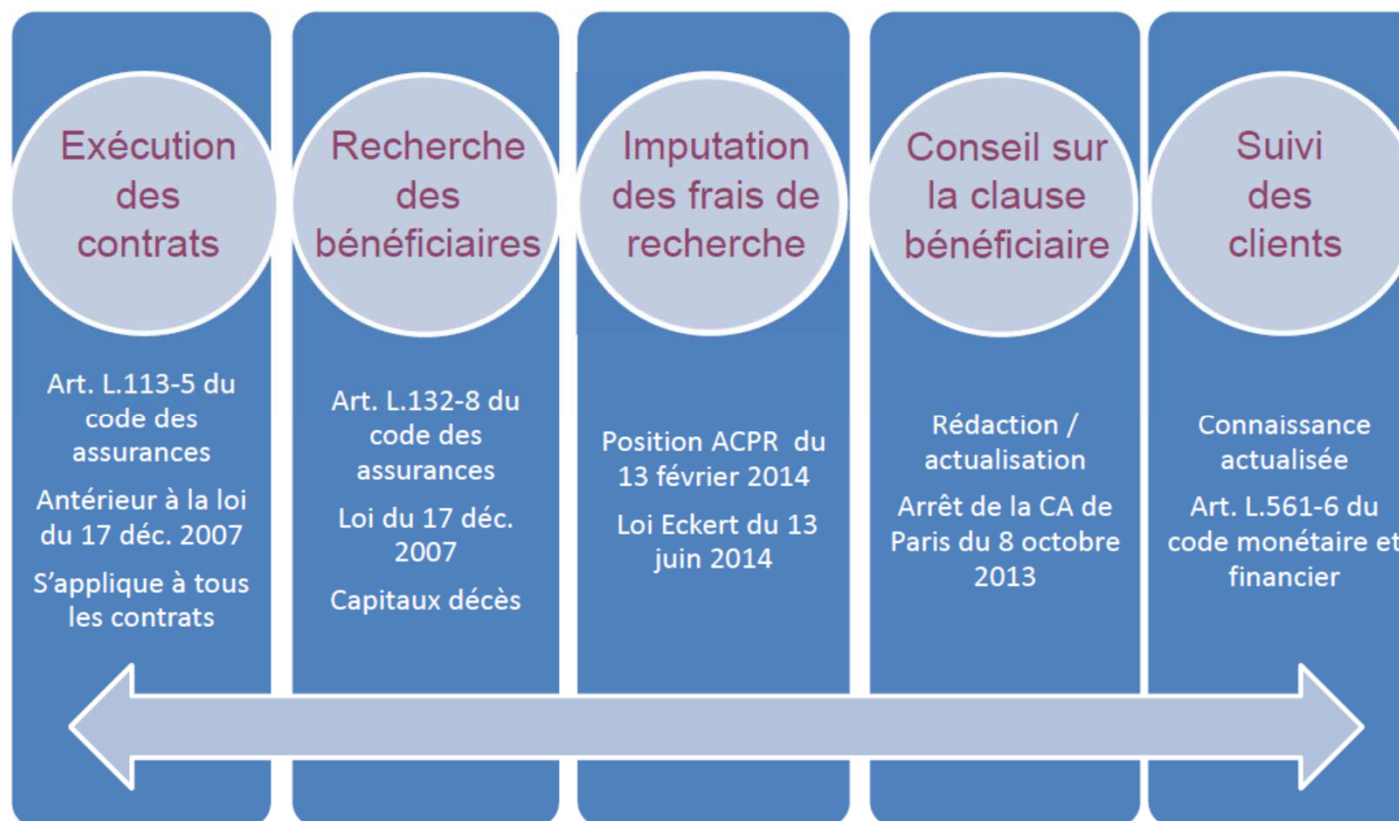 Exécution
des
contrats
Art. L.113-5 du
code des
assurances
Antérieur à la loi
du 17 déc. 2007
S'applique à tous
les contrats
Recherche
des
bénéficiaires
Art. L.132-8 du
code des
assurances
Loi du 17 déc.
2007
Capitaux décès
Imputation
des frais de
recherche
Position ACPR du
13 février 2014
Loi Eckert du 13
juin 2014
Conseil sur
la clause
bénéficiaire
Rédaction /
actualisation
Arrêt de la CA de
Paris du 8 octobre
2013
Suivi
des
clients
Connaissance
actualisée
Art. L.561-6 du
code monétaire et
financier